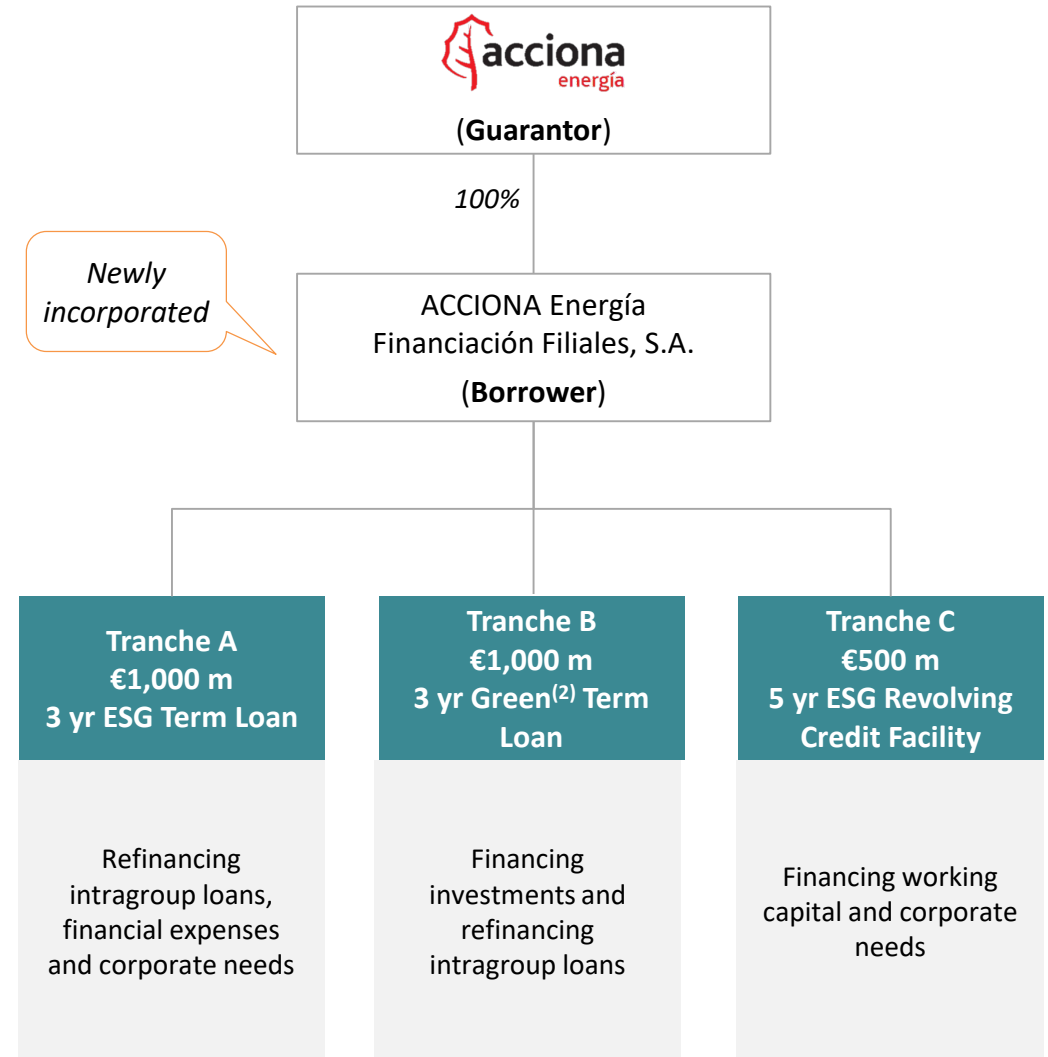 acciona
energía
(Guarantor)
100%
Newly
incorporated
ACCIONA Energía
Financiación Filiales, S.A.
(Borrower)
Tranche A
€1,000 m
3 yr ESG Term Loan
Tranche B
€1,000 m
3 yr Green(2) Term
Loan
Tranche C
€500 m
5 yr ESG Revolving
Credit Facility
Refinancing
intragroup loans,
financial expenses
and corporate needs
Financing
investments and
refinancing
intragroup loans
Financing working
capital and corporate
needs